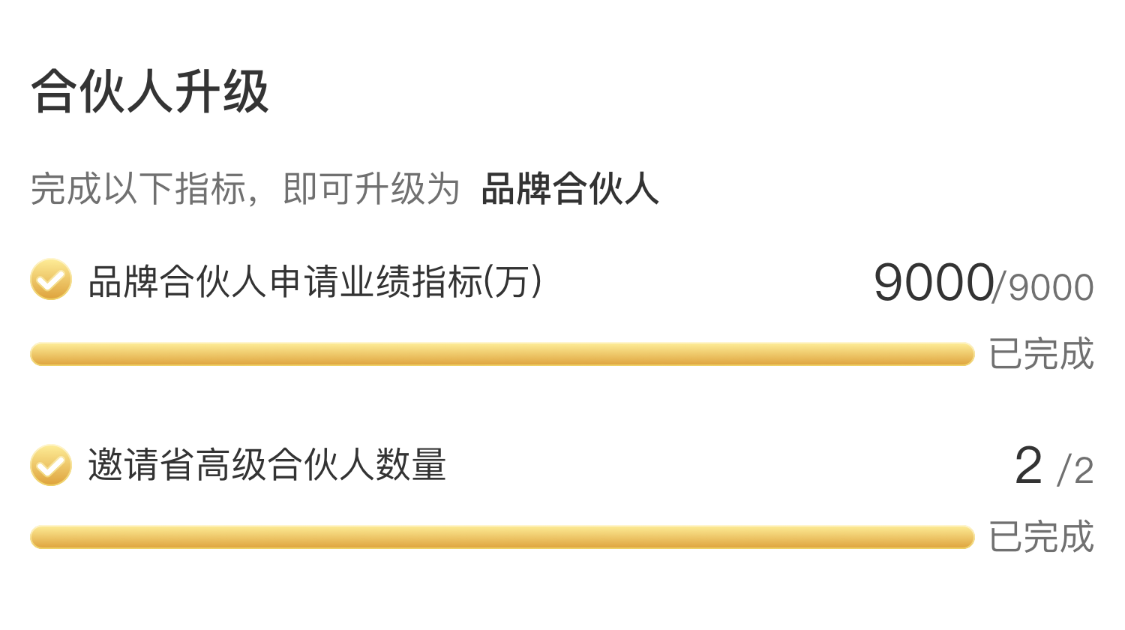 合伙人升级
完成以下指标，即可升级为 品牌合伙人
品牌合伙人申请业绩指标(万) 9000/9000
已完成
邀请省高级合伙人数量 2 /2
已完成